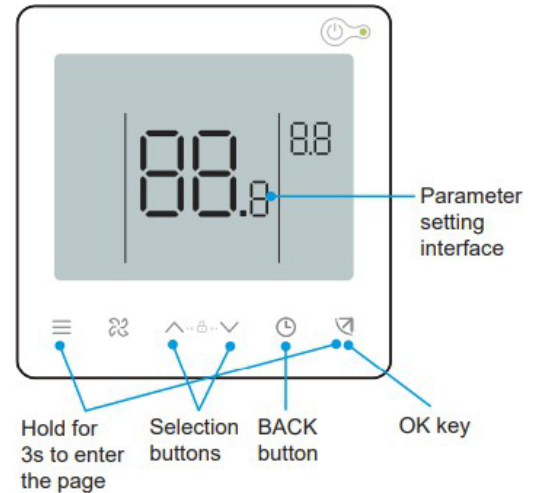 88.8
8.8
Parameter
setting
interface
Hold for
3s to enter
the page
Selection
buttons
BACK
button
OK key